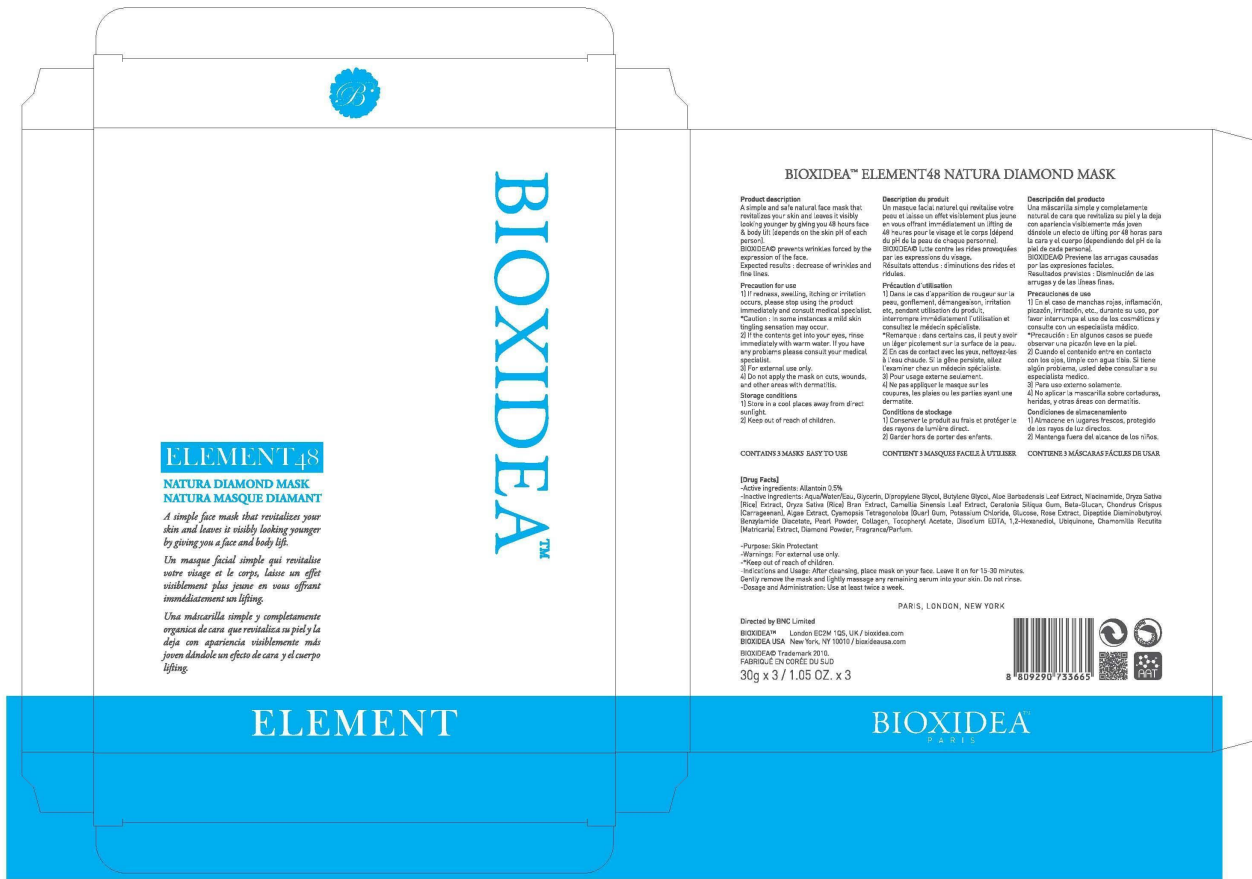 B
BIOXIDEA™
ELEMENT48
NATURA DIAMOND MASK
NATURA MASQUE DIAMANT
A simple face mask that revitalizes your
skin and leaves it visibly looking younger
by giving you a face and body lift.
Un masque facial simple qui revitalise
votre visage et le corps, laisse un effet
visiblement plus jeune en vous offrant
immédiatement un lifting.
Una máscarilla simple y completamente
organica de cara que revitaliza su piel y la
deja con apariencia visiblemente más
joven dándole un efecto de cara y el cuerpo
lifting.
ELEMENT
BIOXIDEA™ ELEMENT48 NATURA DIAMOND MASK
Product description
A simple and safe natural face mask that
revitalizes your skin and leaves it visibly
looking younger by giving you 48 hours face
& body lift (depends on the skin pH of each
person).
BIOXIDEA© prevents wrinkles forced by the
expression of the face.
Expected results : decrease of wrinkles and
fine lines.
Precaution for use
1) If redness, swelling, itching or irritation
occurs, please stop using the product
immediately and consult medical specialist.
*Caution : In some instances a mild skin
tingling sensation may occur.
2) If the contents get into your eyes, rinse
immediately with warm water. If you have
any problems please consult your medical
specialist.
3) For external use only.
4) Do not apply the mask on cuts, wounds,
and other areas with dermatitis.
Storage conditions
1) Store in a cool places away from direct
sunlight.
2) Keep out of reach of children.
CONTAINS 3 MASKS EASY TO USE
Description du produit
Un masque facial naturel qui revitalise votre
peau et laisse un effet visiblement plus jeune
en vous offrant immédiatement un lifting de
48 heures pour le visage et le corps (dépend
du pH de la peau de chaque personne).
BIOXIDEA© lutte contre les rides provoquées
par les expressions du visage.
Résultats attendus : diminutions des rides et
ridules.
Précaution d'utilisation
1) Dans le cas d'apparition de rougeur sur la
peau, gonflement, démangeaison, irritation
etc, pendant utilisation du produit,
interrompre immédiatement l'utilisation et
consultez le médecin spécialiste.
*Remarque : dans certains cas, il peut y avoir
un léger picotement sur la surface de la peau.
2) En cas de contact avec les yeux, nettoyez-les
à l'eau chaude. Si la gêne persiste, allez
l'examiner chez un médecin spécialiste.
3) Pour usage externe seulement.
4) Ne pas appliquer le masque sur les
coupures, les plaies ou les parties ayant une
dermatite.
Conditions de stockage
1) Conserver le produit au frais et protéger le
des rayons de lumière direct.
2) Garder hors de porter des enfants.
CONTIENT 3 MASQUES FACILE À UTILISER
Descripción del producto
Una máscarilla simple y completamente
natural de cara que revitaliza su piel y la deja
con apariencia visiblemente más joven
dándole un efecto de lifting por 48 horas para
la cara y el cuerpo (dependiendo del pH de la
piel de cada persona).
BIOXIDEA© Previene las arrugas causadas
por las expresiones faciales.
Resultados previstos : Disminución de las
arrugas y de las líneas finas.
Precauciones de uso
1) En el caso de manchas rojas, inflamación,
picazón, irritación, etc., durante su uso, por
favor interrumpa el uso de los cosméticos y
consulte con un especialista médico.
*Precaución : En algunos casos se puede
observar una picazón leve en la piel.
2) Cuando el contenido entre en contacto
con los ojos, limpie con agua tibia. Si tiene
algún problema, usted debe consultar a su
especialista medico.
3) Para uso externo solamente.
4) No aplicar la mascarilla sobre cortaduras,
heridas, y otras áreas con dermatitis.
Condiciones de almacenamiento
1) Almacene en lugares frescos, protegido
de los rayos de luz directos.
2) Mantenga fuera del alcance de los niños.
CONTIENE 3 MÁSCARAS FÁCILES DE USAR
[Drug Facts]
-Active ingredients: Allantoin 0.5%
-Inactive ingredients: Aqua/Water/Eau, Glycerin, Dipropylene Glycol, Butylene Glycol, Aloe Barbadensis Leaf Extract, Niacinamide, Oryza Sativa
(Rice) Extract, Oryza Sativa (Rice) Bran Extract, Camellia Sinensis Leaf Extract, Ceratonia Siliqua Gum, Beta-Glucan, Chondrus Crispus
(Carrageenan), Algae Extract, Cyamopsis Tetragonoloba (Guar) Gum, Potassium Chloride, Glucose, Rose Extract, Dipeptide Diaminobutyroyl
Benzylamide Diacetate, Pearl Powder, Collagen, Tocopheryl Acetate, Disodium EDTA, 1,2-Hexanediol, Ubiquinone, Chamomilla Recutita
(Matricaria) Extract, Diamond Powder, Fragrance/Parfum.
-Purpose: Skin Protectant
-Warnings: For external use only.
-*Keep out of reach of children.
-Indications and Usage: After cleansing, place mask on your face. Leave it on for 15-30 minutes.
Gently remove the mask and lightly massage any remaining serum into your skin. Do not rinse.
-Dosage and Administration: Use at least twice a week.
PARIS, LONDON, NEW YORK
Directed by BNC Limited
BIOXIDEA™ London EC2M 1QS, UK / bioxidea.com
BIOXIDEA USA New York, NY 10010 / bioxideausa.com
BIOXIDEA© Trademark 2010.
FABRIQUÉ EN CORÉE DU SUD
30g x 3 / 1.05 OZ. x 3
8 809290 733665
AAT
BIOXIDEA™
PARIS